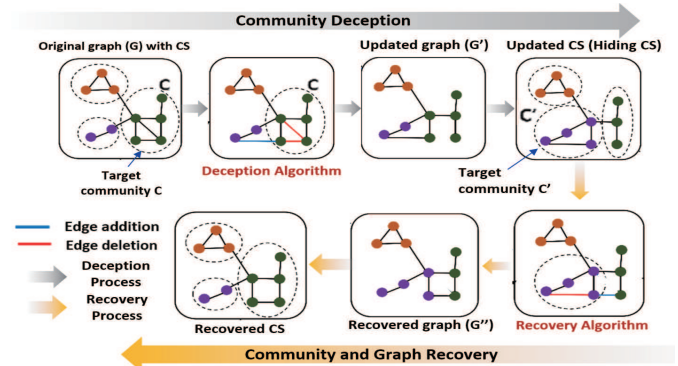 Community Deception
Original graph (G) with CS
Updated graph (G’)
Updated CS (Hiding CS)
C
C
C’
Target
community C
Deception Algorithm
Target
community C’
Edge addition
Edge deletion
Deception
Process
Recovery
Process
Recovered CS
Recovered graph (G’’)
Recovery Algorithm
Community and Graph Recovery